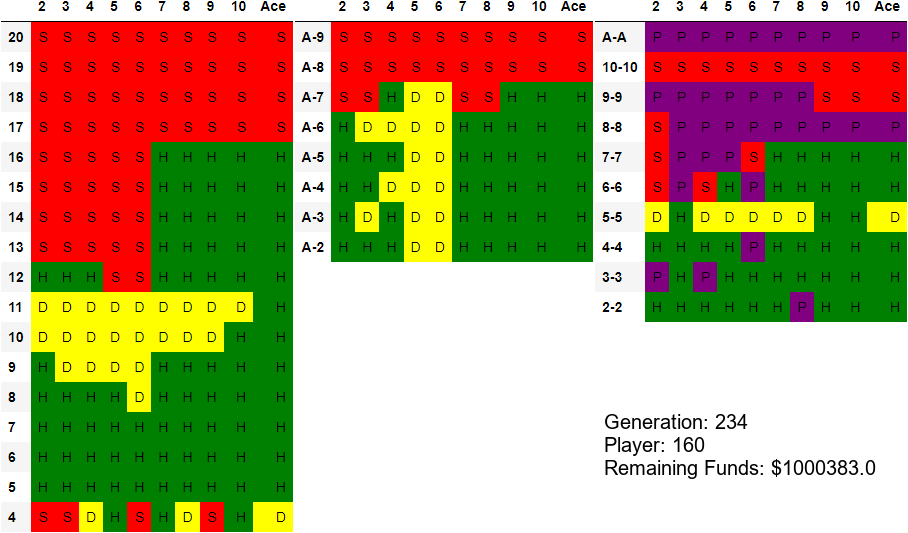 2 3 4 5 6 7 8 9 10 Ace
20 S S S S S S S S S S
19 S S S S S S S S S S
18 S S S S S S S S S S
17 S S S S S S S S S S
16 S S S S S H H H H H
15 S S S S S H H H H H
14 S S S S S H H H H H
13 S S S S S H H H H H
12 H H H S S H H H H H
11 D D D D D D D D D H
10 D D D D D D D D H H
9 H D D D D H H H H H
8 H H H H D H H H H H
7 H H H H H H H H H H
6 H H H H H H H H H H
5 H H H H H H H H H H
4 S S D H S H D S H D
2 3 4 5 6 7 8 9 10 Ace
A-9 S S S S S S S S S S
A-8 S S S S S S S S S S
A-7 S S H D D S S H H H
A-6 H D D D D H H H H H
A-5 H H H D D H H H H H
A-4 H H D D D H H H H H
A-3 H D H D D H H H H H
A-2 H H H D D H H H H H
2 3 4 5 6 7 8 9 10 Ace
A-A P P P P P P P P P P
10-10 S S S S S S S S S S
9-9 P P P P P P P S S S
8-8 S P P P P P P P P P
7-7 S P P P S H H H H H
6-6 S P S H P H H H H H
5-5 D H D D D D D H H D
4-4 H H H H P H H H H H
3-3 P H P H H H H H H H
2-2 H H H H H H P H H H
Generation: 234
Player: 160
Remaining Funds: $1000383.0